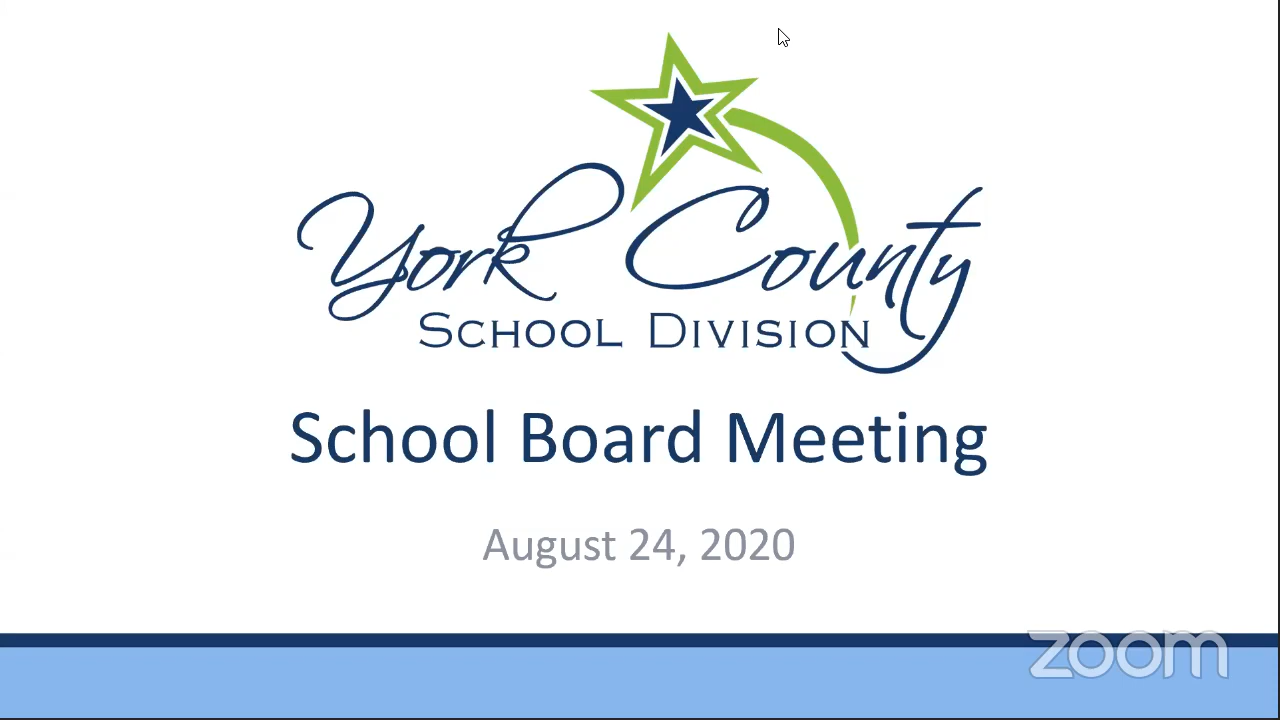 York County
School Division
School Board Meeting
August 24, 2020
zoom